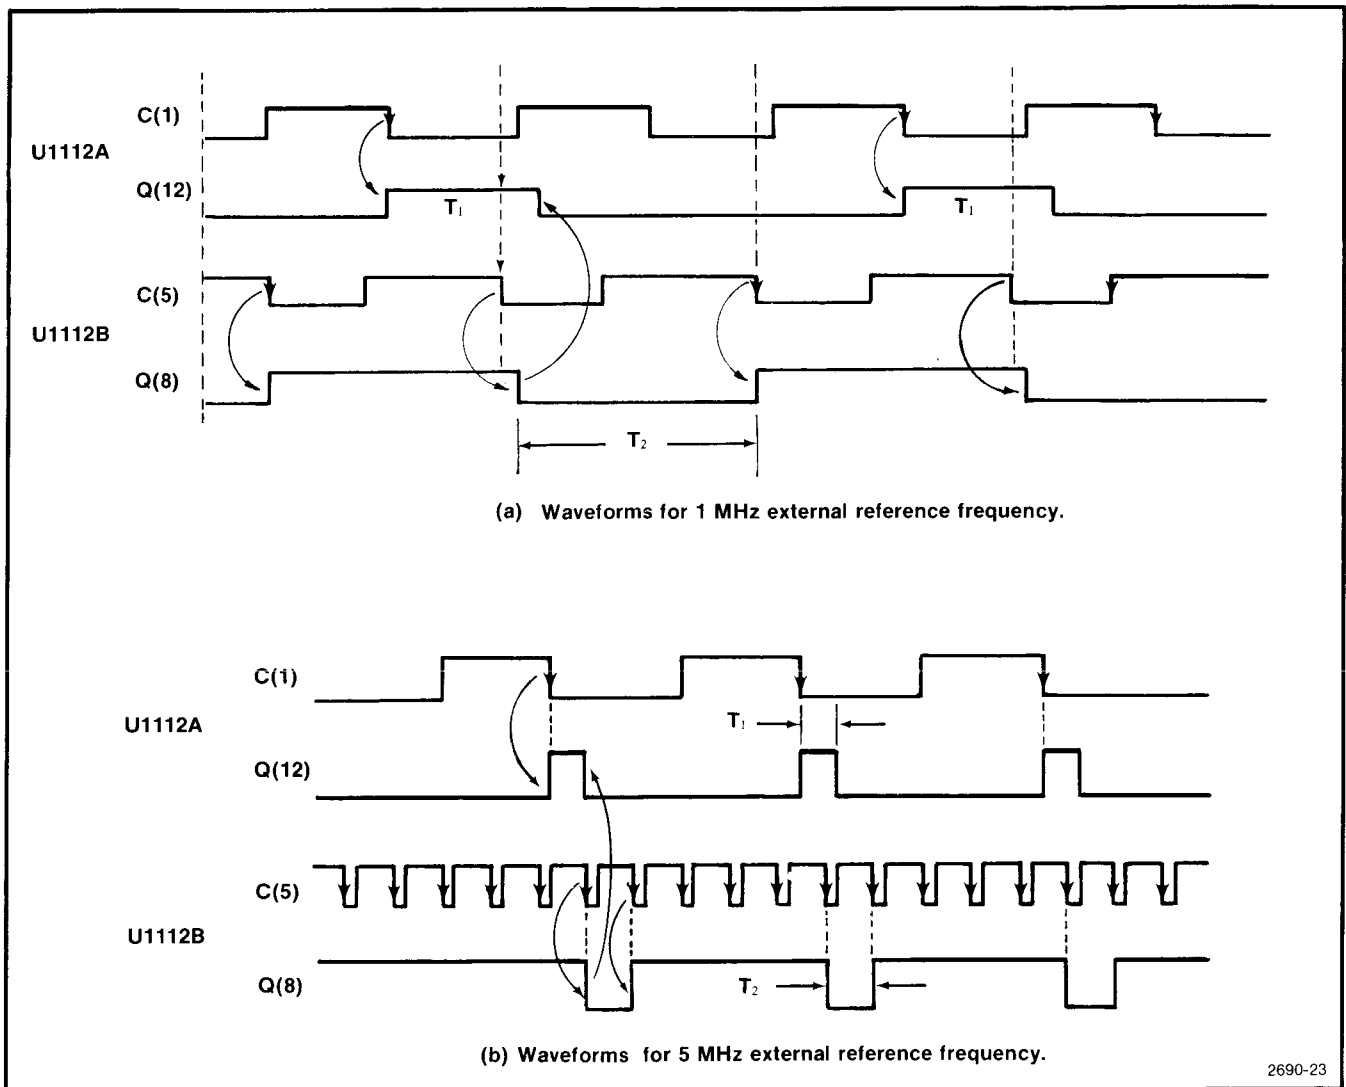 C(1)
U1112A
Q(12)
T₁ T₁
C(5)
U1112B
Q(8)
T₂
(a) Waveforms for 1 MHz external reference frequency.
C(1)
U1112A
T₁
Q(12)
C(5)
U1112B
Q(8)
T₂
(b) Waveforms for 5 MHz external reference frequency.
2690-23